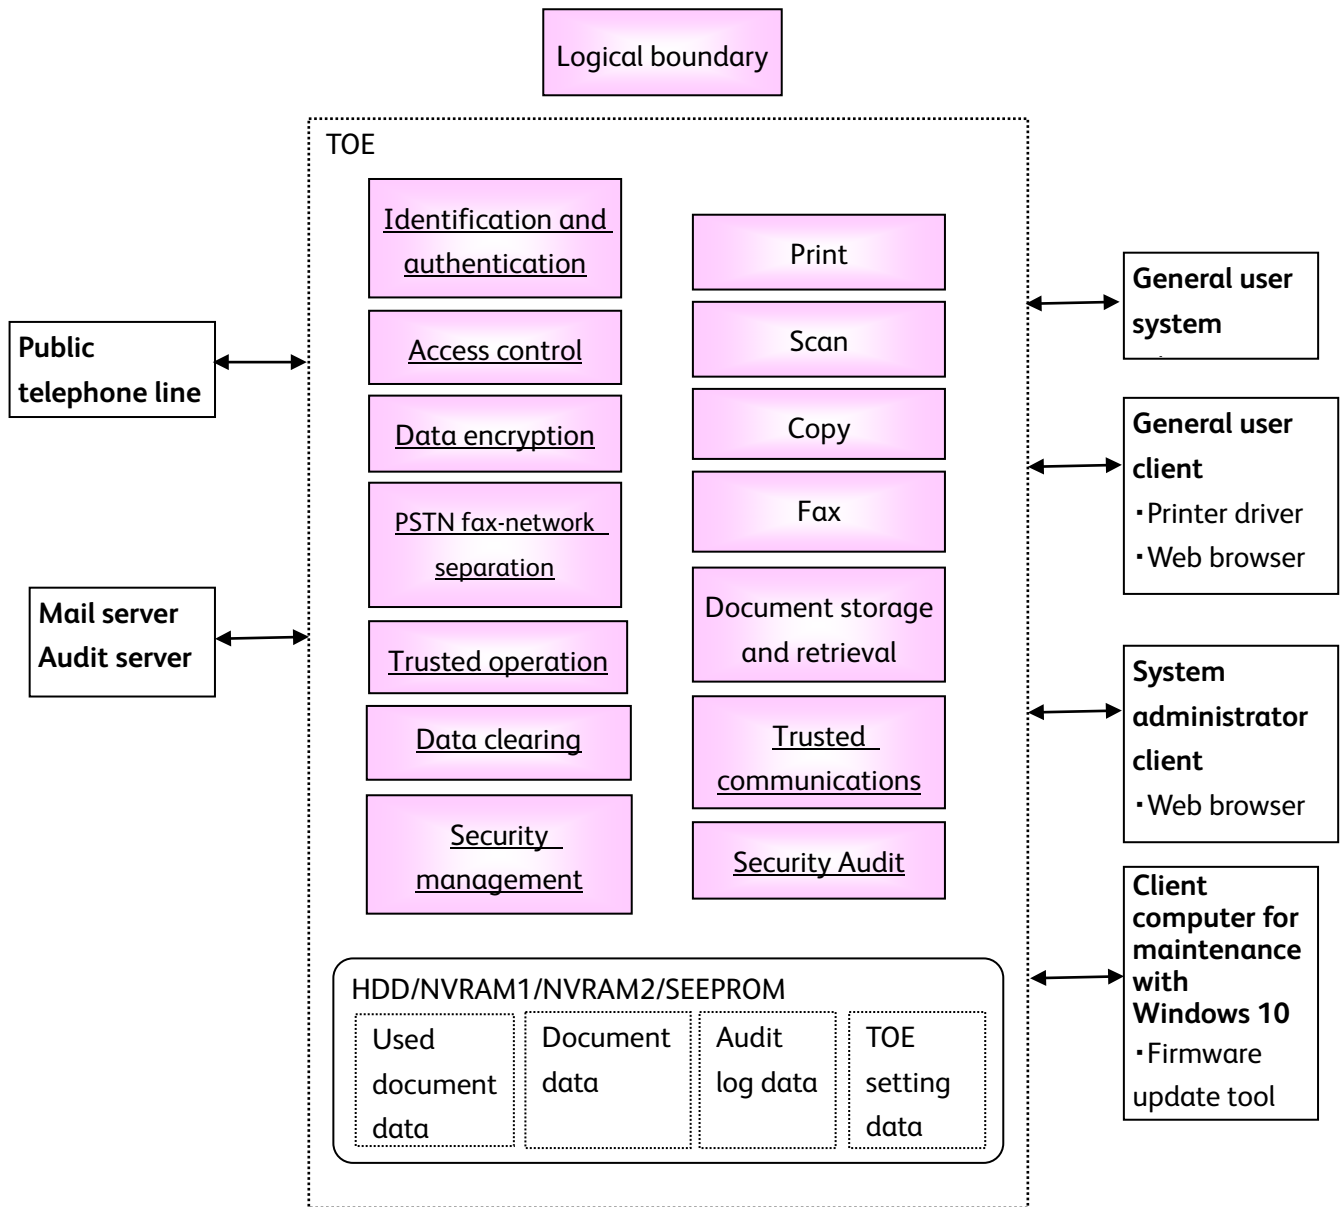 Logical boundary
TOE
Identification and
authentication
Access control
Data encryption
PSTN fax-network
separation
Trusted operation
Data clearing
Security
management
Print
Scan
Copy
Fax
Document storage
and retrieval
Trusted
communications
Security Audit
HDD/NVRAM1/NVRAM2/SEEPROM
Used
document
data
Document
data
Audit
log data
TOE
setting
data
Public
telephone line
Mail server
Audit server
General user
system
General user
client
・Printer driver
・Web browser
System
administrator
client
・Web browser
Client
computer for
maintenance
with
Windows 10
・Firmware
update tool